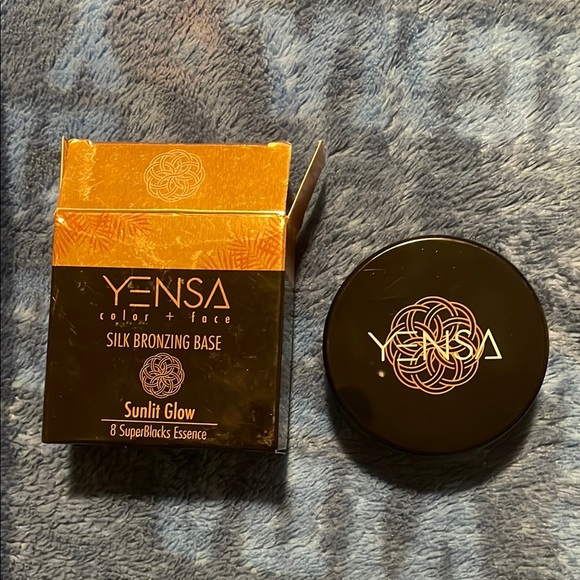 YENSA
color + face
SILK BRONZING BASE
Sunlit Glow
8 SuperBlacks Essence
YENSA